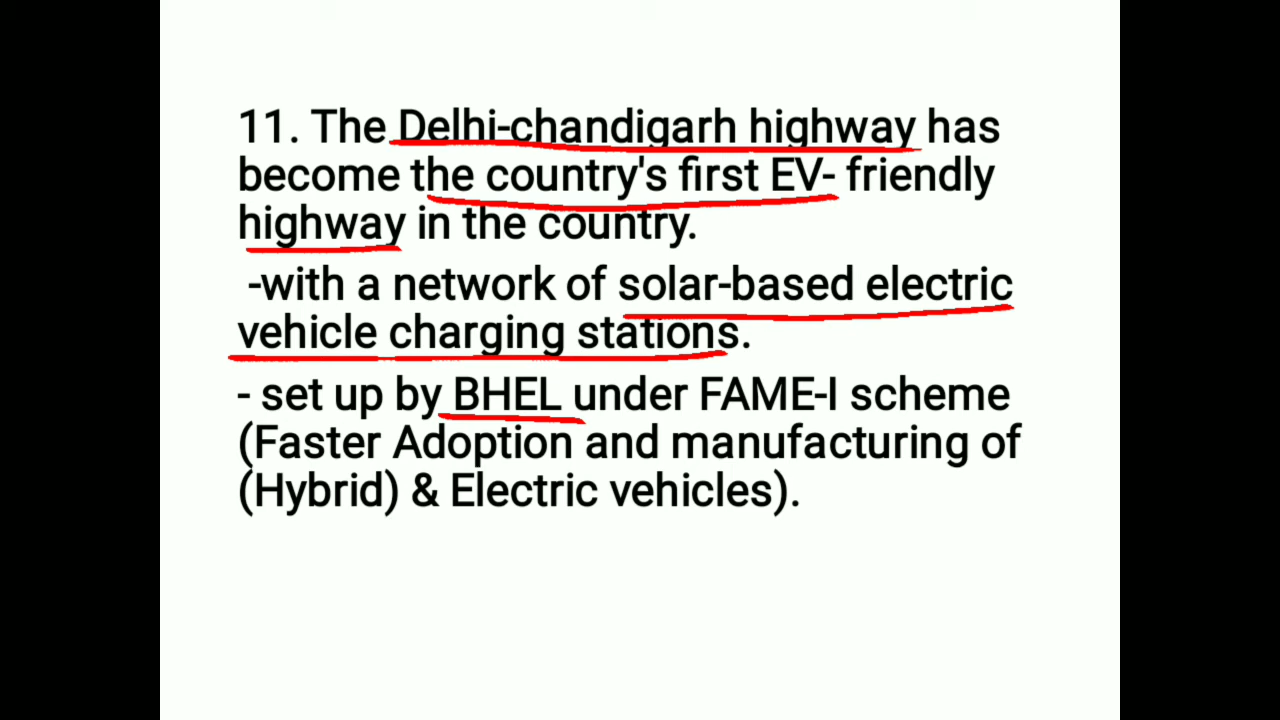 11. The Delhi-chandigarh highway has
become the country's first EV- friendly
highway in the country.
-with a network of solar-based electric
vehicle charging stations.
- set up by BHEL under FAME-I scheme
(Faster Adoption and manufacturing of
(Hybrid) & Electric vehicles).